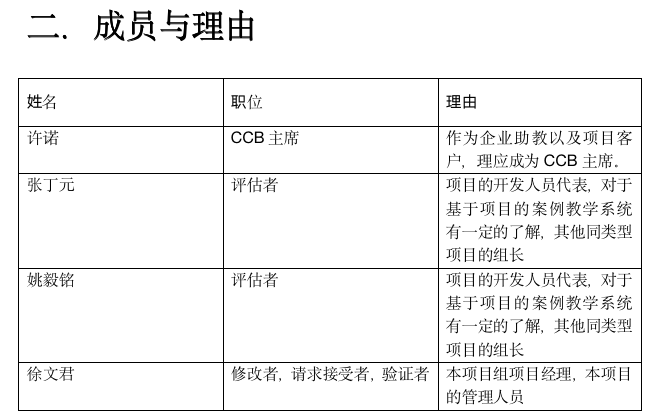 二. 成员与理由
姓名 职位 理由
许诺 CCB 主席 作为企业助教以及项目客
户, 理应成为 CCB 主席。
张丁元 评估者 项目的开发人员代表, 对于
基于项目的案例教学系统
有一定的了解, 其他同类型
项目的组长
姚毅铭 评估者 项目的开发人员代表, 对于
基于项目的案例教学系统
有一定的了解, 其他同类型
项目的组长
徐文君 修改者, 请求接受者, 验证者 本项目组项目经理, 本项目
的管理人员